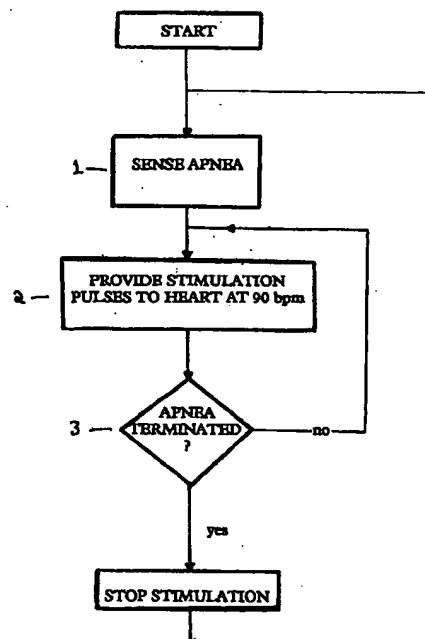 START
1
SENSE APNEA
2
PROVIDE STIMULATION
PULSES TO HEART AT 90 bpm
3
APNEA
TERMINATED
?
no
yes
STOP STIMULATION